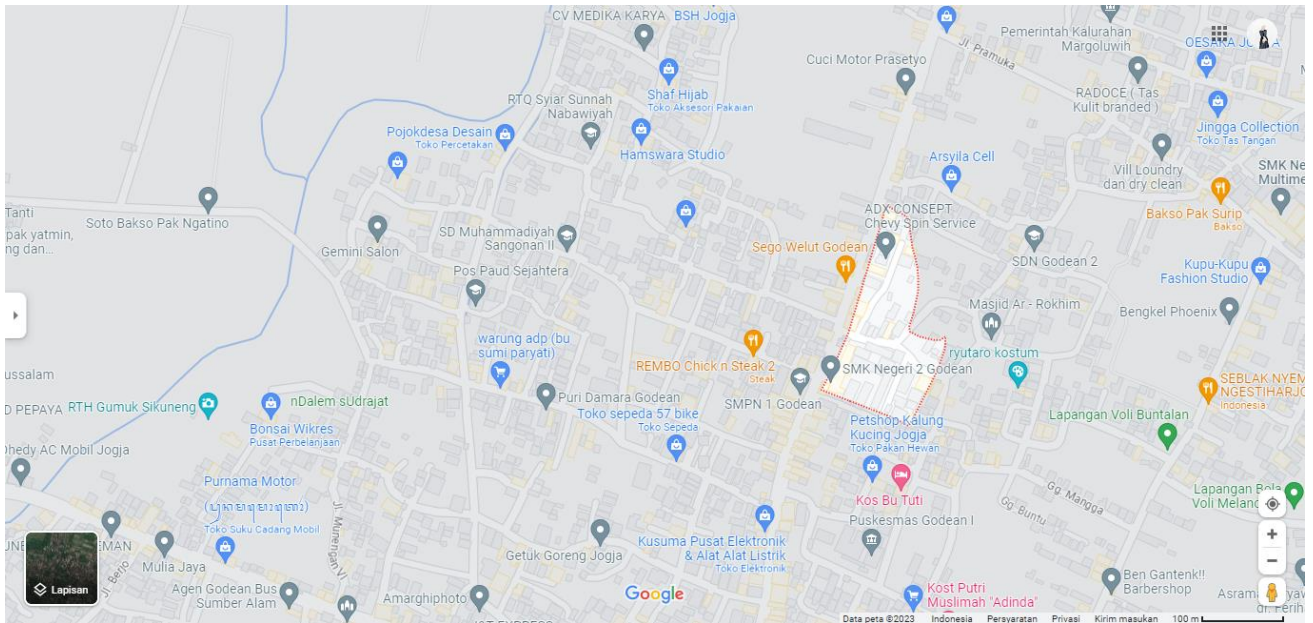 CV MEDIKA KARYA
BSH Jogja
Pemerintah Kalurahan
Margoluwih
Jl. Pramuka
Cuci Motor Prasetyo
Shaf Hijab
Toko Aksesori Pakaian
RADOCE ( Tas
Kulit branded )
RTQ Syiar Sunnah
Nabawiyah
Pojokdesa Desain
Toko Percetakan
Jingga Collection
Toko Tas Tangan
Hamswara Studio
Arsyila Cell
Vill Loundry
dan dry clean
SMK Ne
Multime
Tanti
pak yatmin,
ng dan...
Soto Bakso Pak Ngatino
ADX CONSEPT
Chevy Spin Service
Bakso Pak Surip
Bakso
SD Muhammadiyah
Sangonan II
Gemini Salon
Sego Welut Godean
SDN Godean 2
Pos Paud Sejahtera
Kupu-Kupu
Fashion Studio
Masjid Ar - Rokhim
Bengkel Phoenix
warung adp (bu
sumi paryati)
REMBO Chick n Steak 2
Steak
SMK Negeri 2 Godean
ryutaro kostum
ussalam
SEBLAK NYEM
NGESTIHARJO
Indonesia
RTH Gumuk Sikuneng
nDalem sUdrajat
Puri Damara Godean
SMPN 1 Godean
D PEPAYA
Bonsai Wikres
Pusat Perbelanjaan
Toko sepeda 57 bike
Toko Sepeda
Petshop Kalung
Kucing Jogja
Toko Pakan Hewan
Lapangan Voli Buntalan
Ohedy AC Mobil Jogja
Purnama Motor
Toko Suku Cadang Mobil
Jl. Munengan VI
Kos Bu Tuti
Gg. Mangga
Gg. Buntu
Lapangan Bola
Voli Meland
Puskesmas Godean I
EMAN
Mulia Jaya
Jl. Berjo
Getuk Goreng Jogja
Kusuma Pusat Elektronik
& Alat Alat Listrik
Toko Elektronik
Lapisan
Agen Godean Bus
Sumber Alam
Amarghiphoto
Google
Kost Putri
Muslimah "Adinda"
Ben Gantenk!!
Barbershop
Data peta ©2023 Indonesia Persyaratan Privasi Kirim masukan 100 m